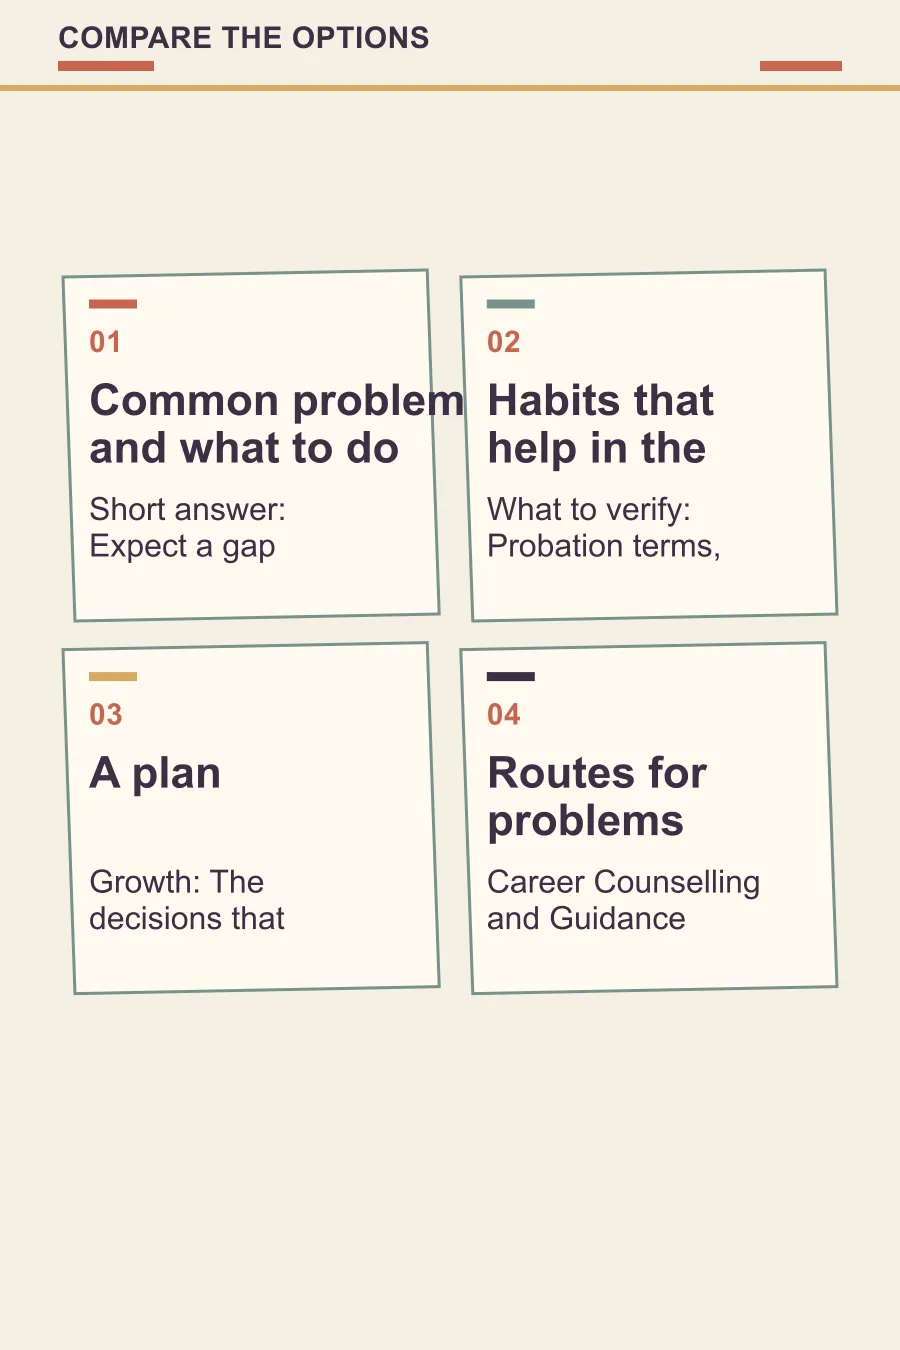 COMPARE THE OPTIONS
01
Common problem
and what to do
Short answer:
Expect a gap
02
Habits that
help in the
What to verify:
Probation terms,
03
A plan
Growth: The
decisions that
04
Routes for
problems
Career Counselling
and Guidance